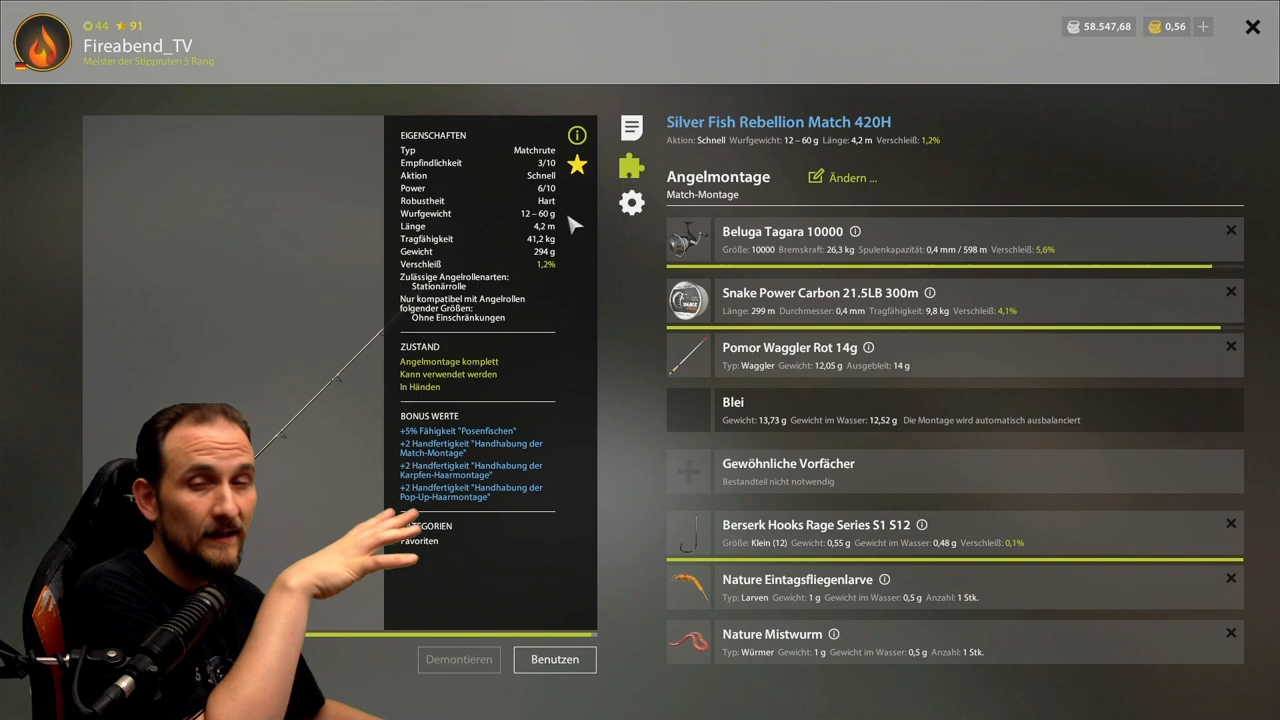 44 91
Fireabend_TV
Meister der Stippruten 5 Rang
58.547,68 0,56
EIGENSCHAFTEN
Typ Matchrute
Empfindlichkeit 3/10
Aktion Schnell
Power 6/10
Robustheit Hart
Wurfgewicht 12 – 60 g
Länge 4,2 m
Tragfähigkeit 41,2 kg
Gewicht 294 g
Verschleiß 1,2%
Zulässige Angelrollenarten:
Stationärrolle
Nur kompatibel mit Angelrollen
folgender Größen:
Ohne Einschränkungen
ZUSTAND
Angelmontage komplett
Kann verwendet werden
In Händen
BONUS WERTE
+5% Fähigkeit "Posenfischen"
+2 Handfertigkeit "Handhabung der
Match-Montage"
+2 Handfertigkeit "Handhabung der
Karpfen-Haarmontage"
+2 Handfertigkeit "Handhabung der
Pop-Up-Haarmontage"
Favoriten
Demontieren Benutzen
Silver Fish Rebellion Match 420H
Aktion: Schnell Wurfgewicht: 12 – 60 g Länge: 4,2 m Verschleiß: 1,2%
Angelmontage Ändern ...
Match-Montage
Beluga Tagara 10000
Größe: 10000 Bremskraft: 26,3 kg Spulenkapazität: 0,4 mm / 598 m Verschleiß: 5,6%
Snake Power Carbon 21.5LB 300m
Länge: 299 m Durchmesser: 0,4 mm Tragfähigkeit: 9,8 kg Verschleiß: 4,1%
Pomor Waggler Rot 14g
Typ: Waggler Gewicht: 12,05 g Ausgebleit: 14 g
Blei
Gewicht: 13,73 g Gewicht im Wasser: 12,52 g Die Montage wird automatisch ausbalanciert
Gewöhnliche Vorfächer
Bestandteil nicht notwendig
Berserk Hooks Rage Series S1 S12
Größe: Klein (12) Gewicht: 0,55 g Gewicht im Wasser: 0,48 g Verschleiß: 0,1%
Nature Eintagsfliegenlarve
Typ: Larven Gewicht: 1 g Gewicht im Wasser: 0,5 g Anzahl: 1 Stk.
Nature Mistwurm
Typ: Würmer Gewicht: 1 g Gewicht im Wasser: 0,5 g Anzahl: 1 Stk.